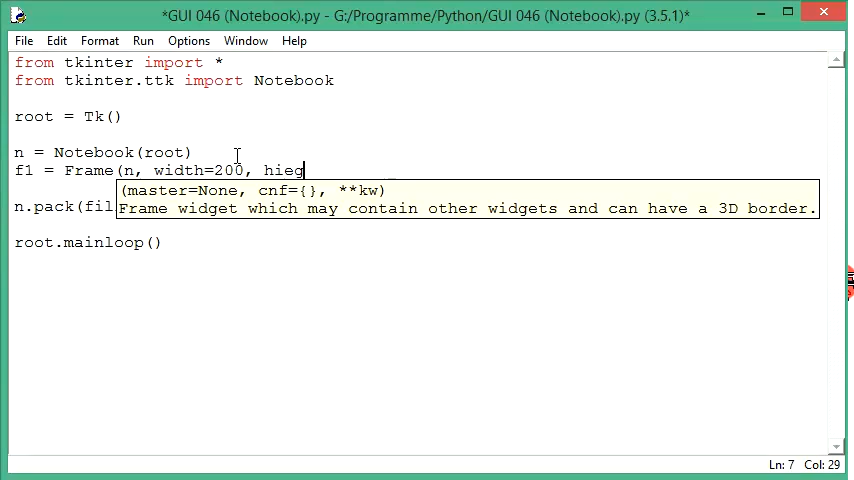 *GUI 046 (Notebook).py - G:/Programme/Python/GUI 046 (Notebook).py (3.5.1)*
File Edit Format Run Options Window Help
from tkinter import *
from tkinter.ttk import Notebook
root = Tk()
n = Notebook(root)
f1 = Frame(n, width=200, hieg
(master=None, cnf={}, **kw)
Frame widget which may contain other widgets and can have a 3D border.
n.pack(fil
root.mainloop()
Ln: 7 Col: 29